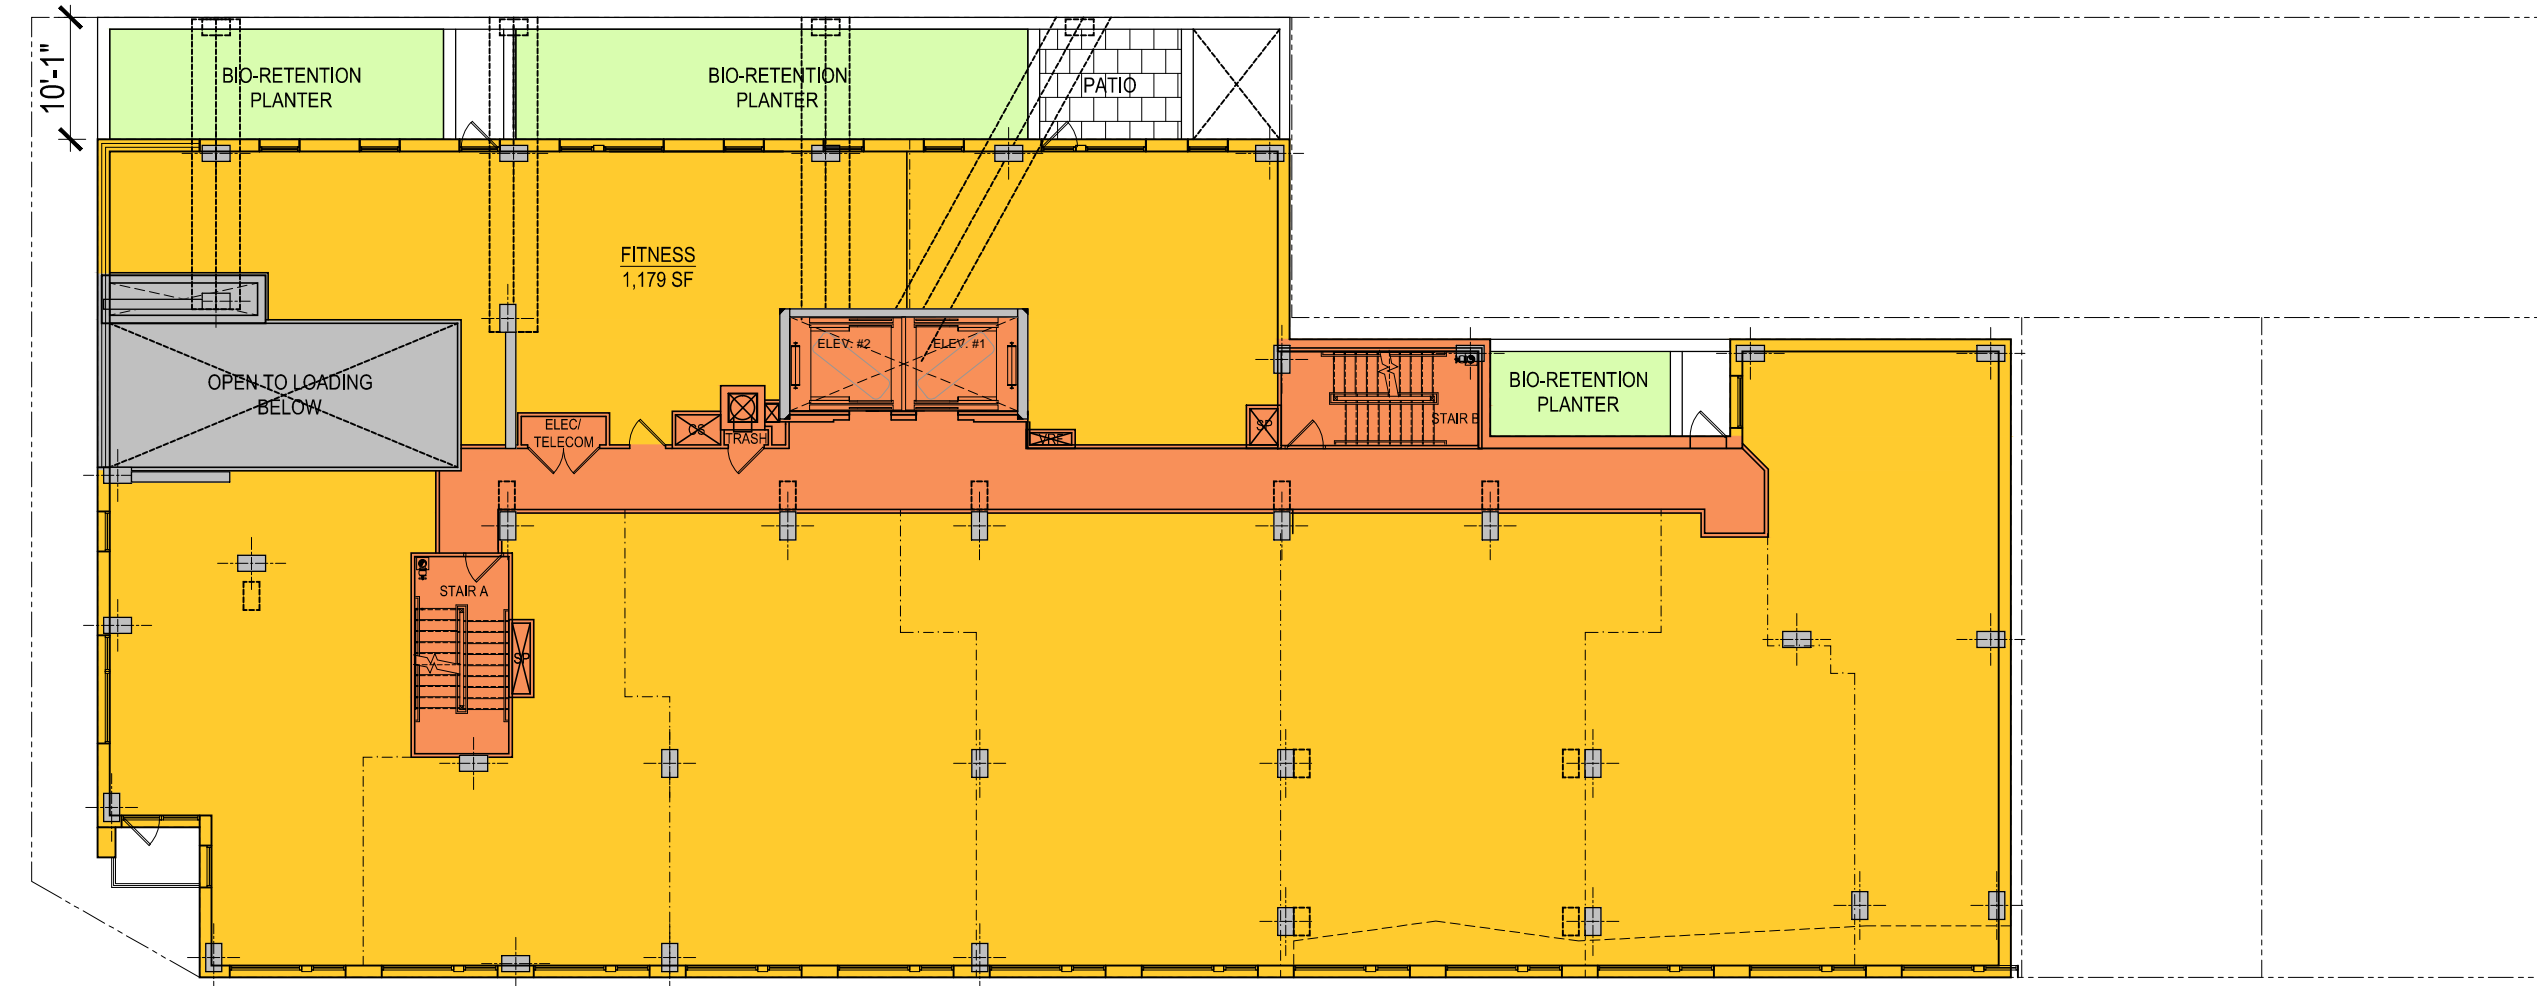 10'-1"
BIO-RETENTION
PLANTER
BIO-RETENTION
PLANTER
PATIO
FITNESS
1,179 SF
ELEV. #2
ELEV. #1
OPEN TO LOADING
BELOW
BIO-RETENTION
PLANTER
ELEC/
TELECOM
CS
TRASH
VRF
SP
STAIR B
STAIR A
SP